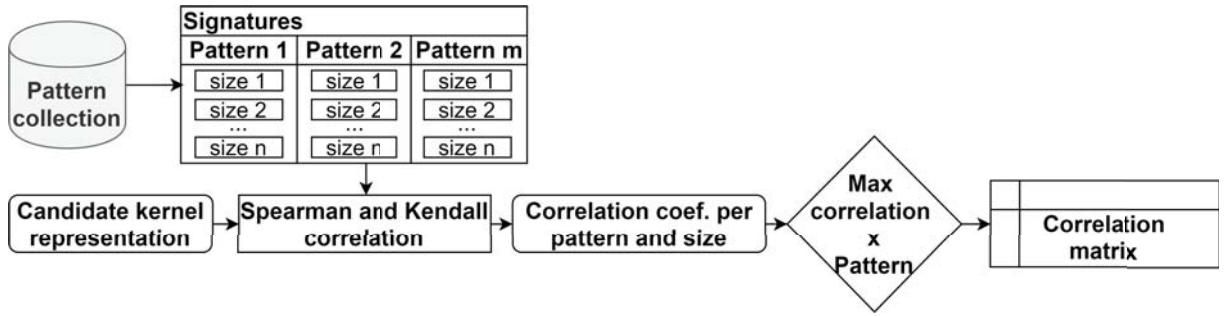 Pattern
collection
Signatures
Pattern 1 Pattern 2 Pattern m
size 1 size 1 size 1
size 2 size 2 size 2
... ... ...
size n size n size n
Candidate kernel
representation
Spearman and Kendall
correlation
Correlation coef. per
pattern and size
Max
correlation
x
Pattern
Correlation
matrix